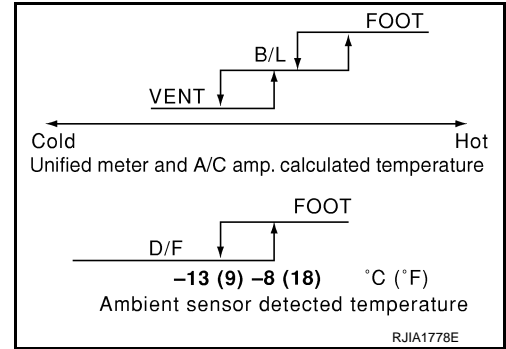 FOOT
B/L
VENT
Cold Hot
Unified meter and A/C amp. calculated temperature
FOOT
D/F
–13 (9) –8 (18) °C (°F)
Ambient sensor detected temperature
RJIA1778E